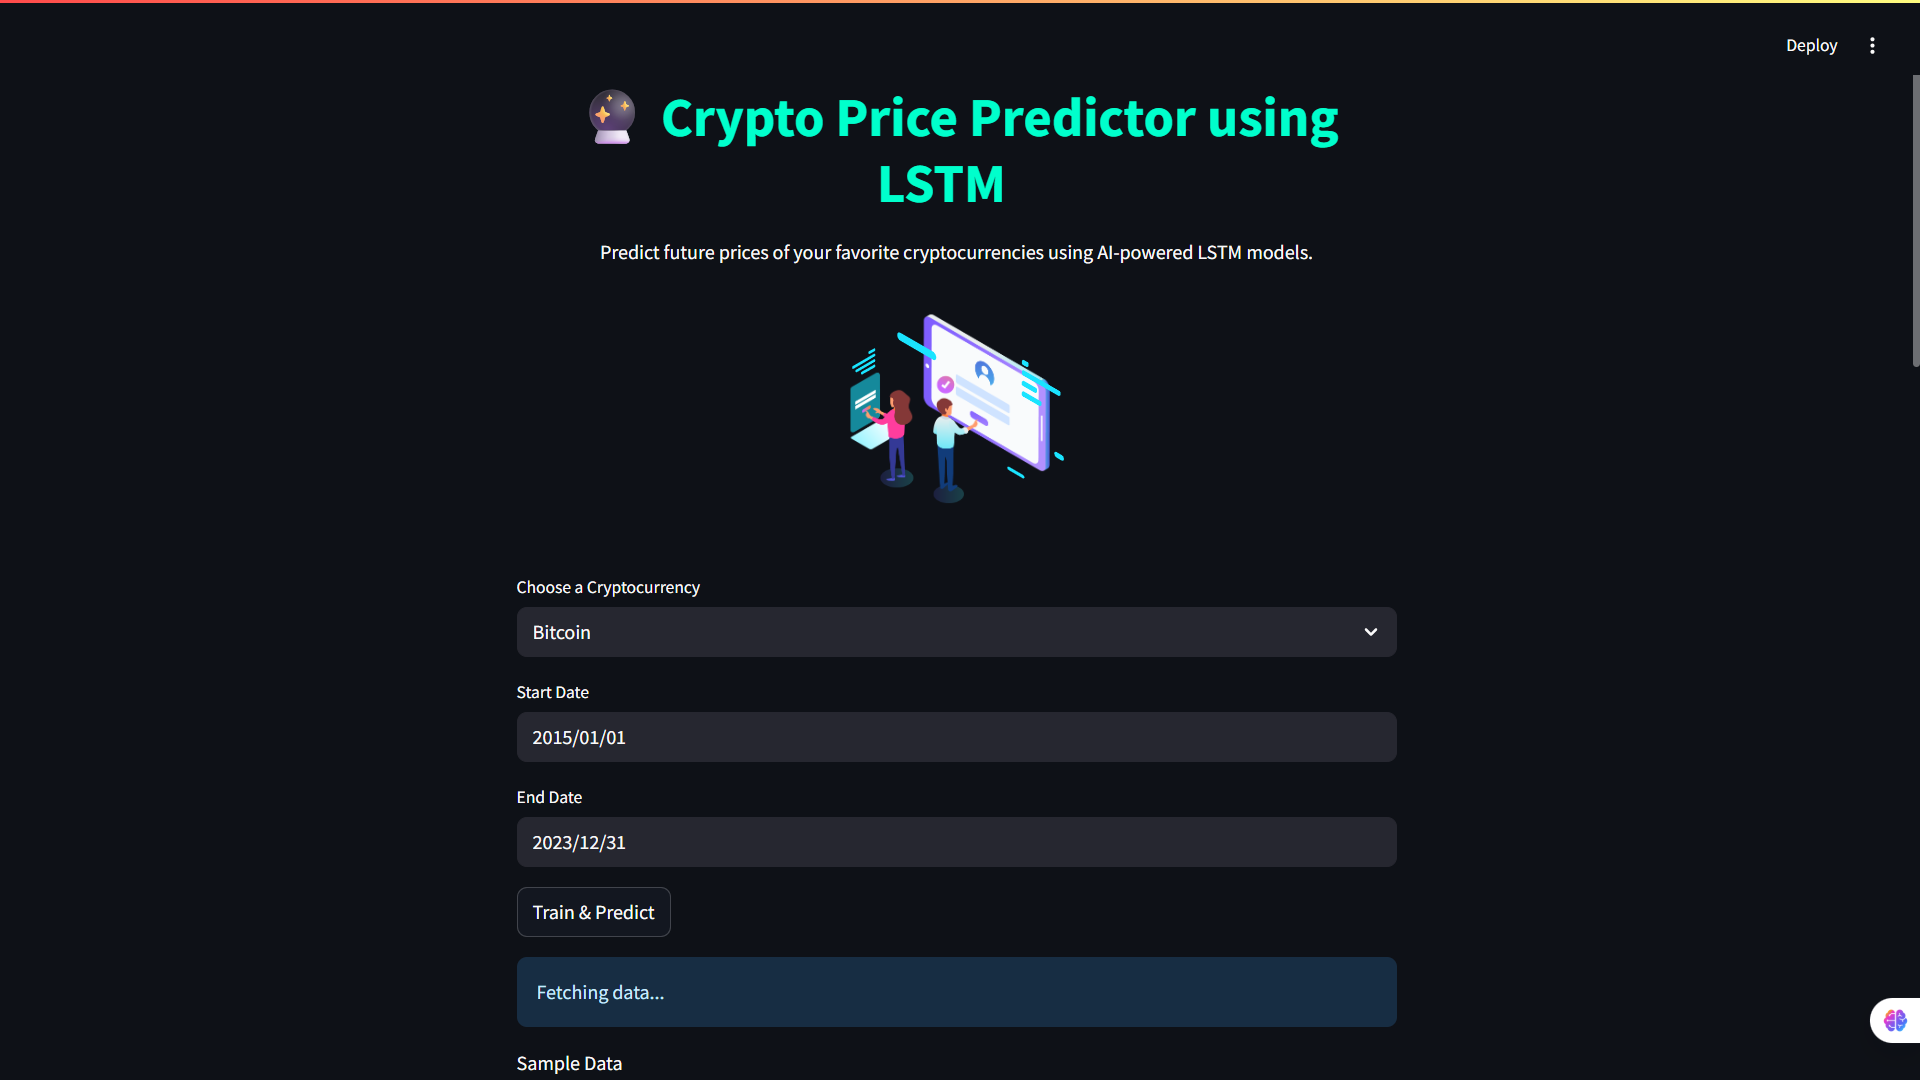 Deploy
Crypto Price Predictor using
LSTM
Predict future prices of your favorite cryptocurrencies using AI-powered LSTM models.
Choose a Cryptocurrency
Bitcoin
Start Date
2015/01/01
End Date
2023/12/31
Train & Predict
Fetching data...
Sample Data